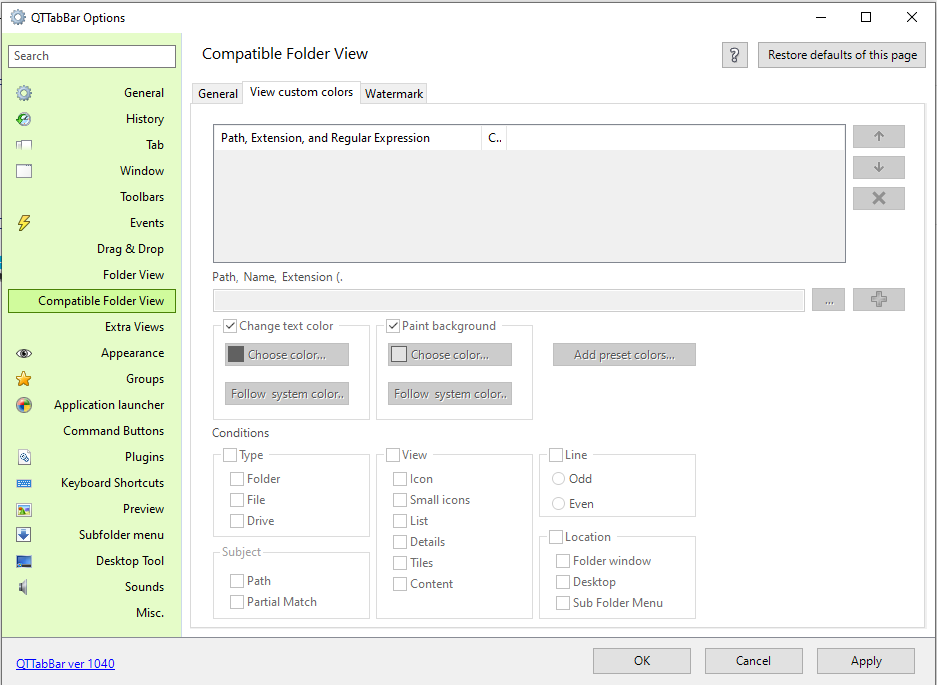 QTTabBar Options
Search
General
History
Tab
Window
Toolbars
Events
Drag & Drop
Folder View
Compatible Folder View
Extra Views
Appearance
Groups
Application launcher
Command Buttons
Plugins
Keyboard Shortcuts
Preview
Subfolder menu
Desktop Tool
Sounds
Misc.
QTTabBar ver 1040
Compatible Folder View
?
Restore defaults of this page
General
View custom colors
Watermark
Path, Extension, and Regular Expression
C..
Path, Name, Extension (.
...
Change text color
Choose color...
Follow system color..
Paint background
Choose color...
Follow system color..
Add preset colors...
Conditions
Type
Folder
File
Drive
Subject
Path
Partial Match
View
Icon
Small icons
List
Details
Tiles
Content
Line
Odd
Even
Location
Folder window
Desktop
Sub Folder Menu
OK
Cancel
Apply